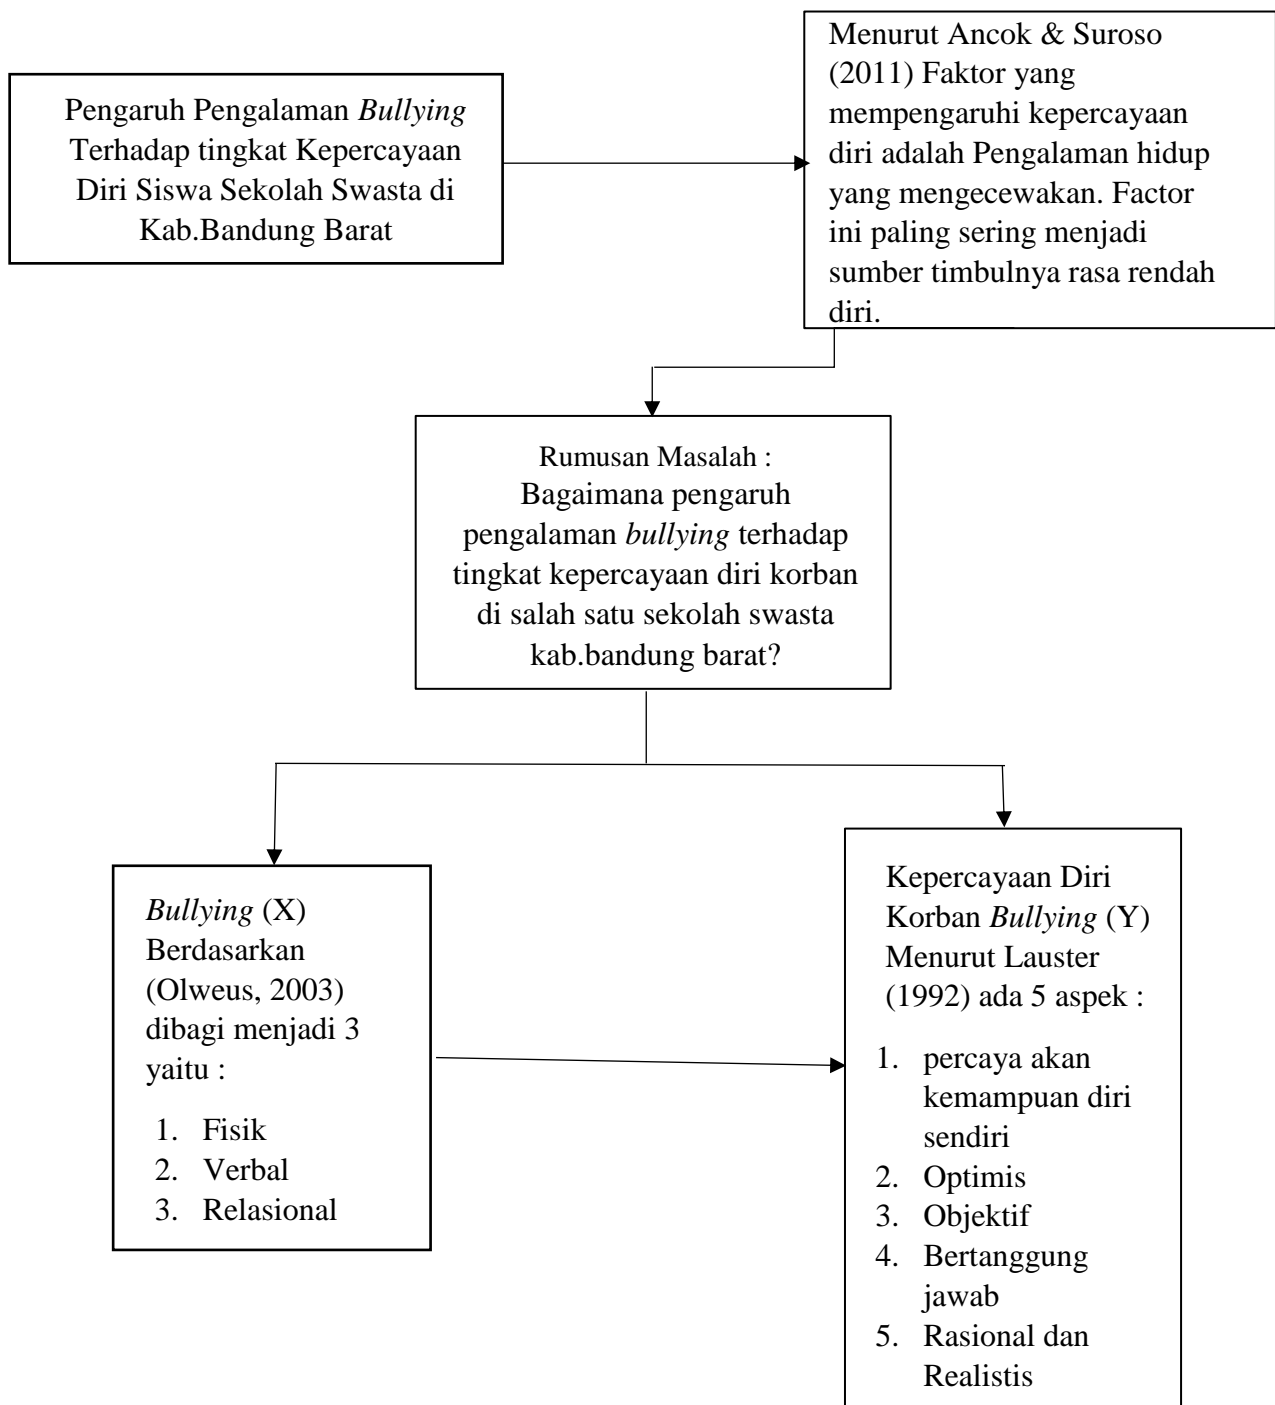 Pengaruh Pengalaman Bullying
Terhadap tingkat Kepercayaan
Diri Siswa Sekolah Swasta di
Kab.Bandung Barat
Menurut Ancok & Suroso
(2011) Faktor yang
mempengaruhi kepercayaan
diri adalah Pengalaman hidup
yang mengecewakan. Factor
ini paling sering menjadi
sumber timbulnya rasa rendah
diri.
Rumusan Masalah :
Bagaimana pengaruh
pengalaman bullying terhadap
tingkat kepercayaan diri korban
di salah satu sekolah swasta
kab.bandung barat?
Bullying (X)
Berdasarkan
(Olweus, 2003)
dibagi menjadi 3
yaitu :
1. Fisik
2. Verbal
3. Relasional
Kepercayaan Diri
Korban Bullying (Y)
Menurut Lauster
(1992) ada 5 aspek :
1. percaya akan
kemampuan diri
sendiri
2. Optimis
3. Objektif
4. Bertanggung
jawab
5. Rasional dan
Realistis